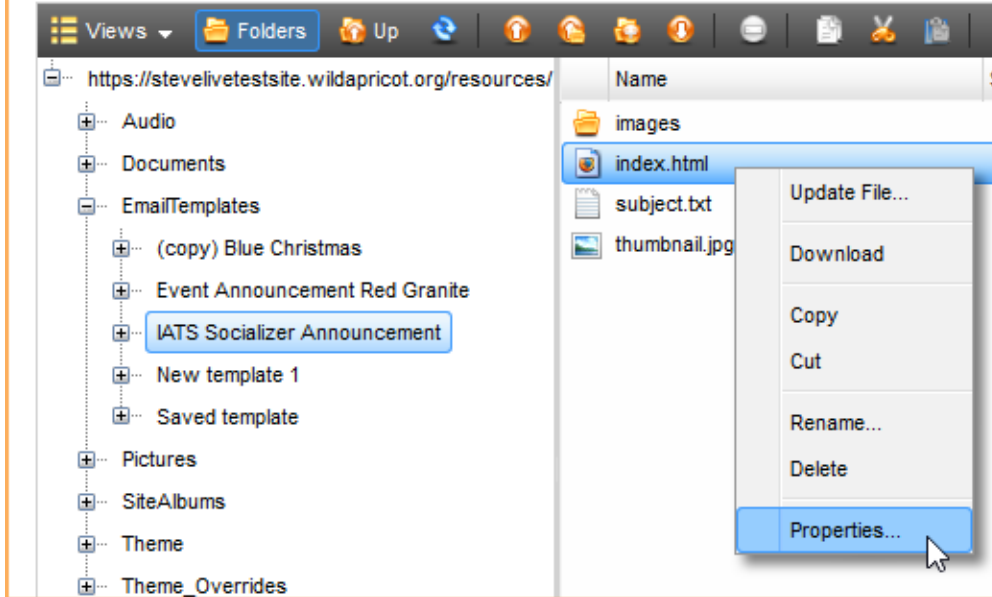 Views Folders Up
https://stevelivetestsite.wildapricot.org/resources/
Audio
Documents
EmailTemplates
(copy) Blue Christmas
Event Announcement Red Granite
IATS Socializer Announcement
New template 1
Saved template
Pictures
SiteAlbums
Theme
Theme_Overrides
Name
images
index.html
subject.txt
thumbnail.jpg
Update File...
Download
Copy
Cut
Rename...
Delete
Properties...